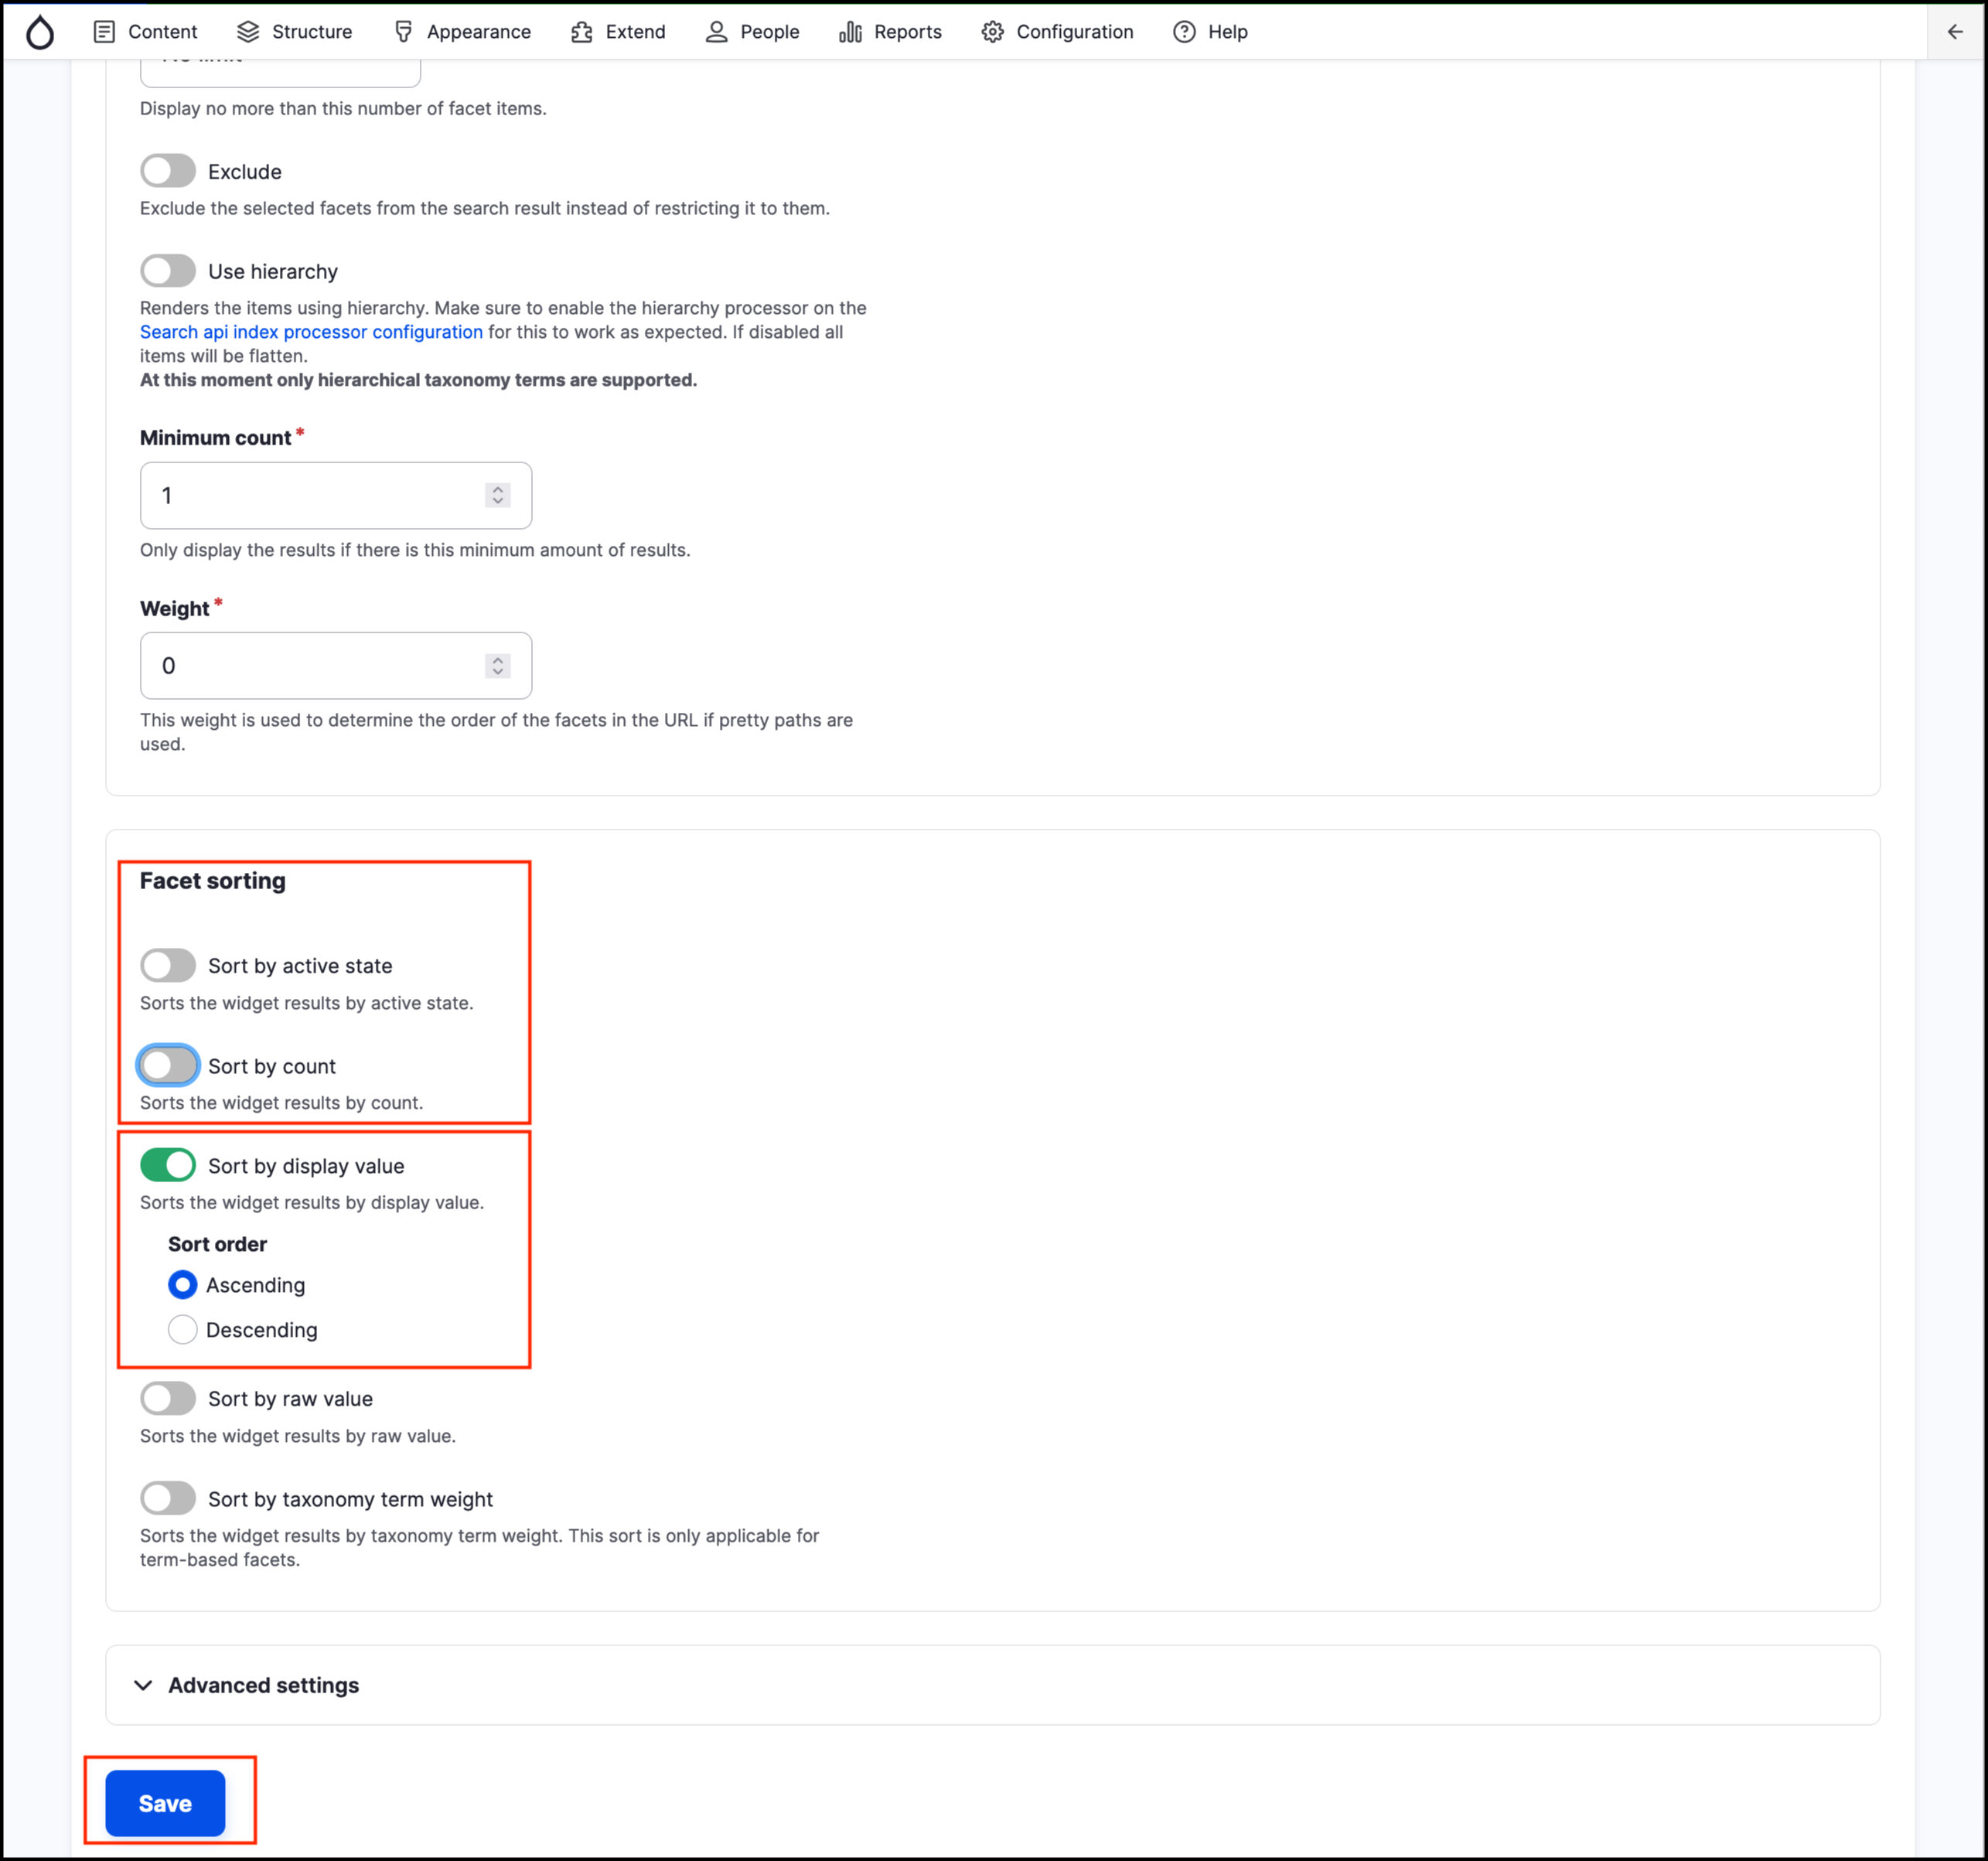 Content Structure Appearance Extend People Reports Configuration Help
Display no more than this number of facet items.
Exclude
Exclude the selected facets from the search result instead of restricting it to them.
Use hierarchy
Renders the items using hierarchy. Make sure to enable the hierarchy processor on the
Search api index processor configuration for this to work as expected. If disabled all
items will be flatten.
At this moment only hierarchical taxonomy terms are supported.
Minimum count *
1
Only display the results if there is this minimum amount of results.
Weight *
0
This weight is used to determine the order of the facets in the URL if pretty paths are
used.
Facet sorting
Sort by active state
Sorts the widget results by active state.
Sort by count
Sorts the widget results by count.
Sort by display value
Sorts the widget results by display value.
Sort order
Ascending
Descending
Sort by raw value
Sorts the widget results by raw value.
Sort by taxonomy term weight
Sorts the widget results by taxonomy term weight. This sort is only applicable for
term-based facets.
Advanced settings
Save